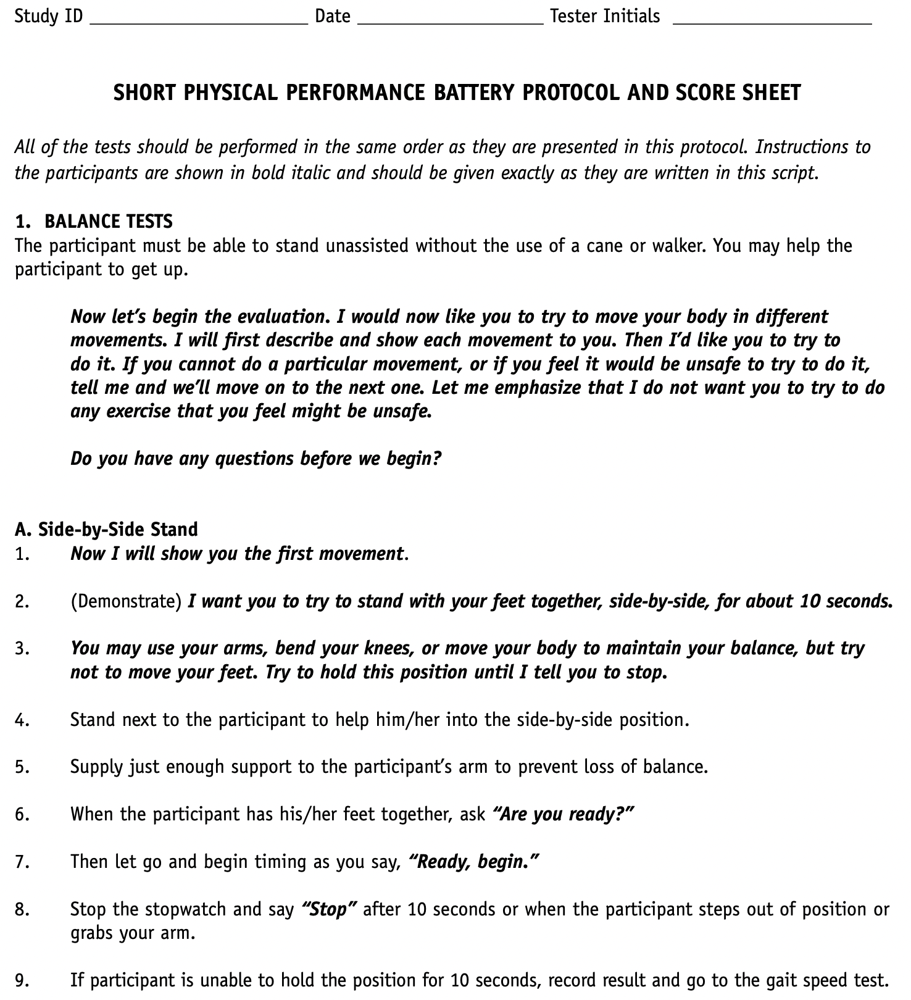 Study ID ______________________ Date ___________________ Tester Initials ____________________
SHORT PHYSICAL PERFORMANCE BATTERY PROTOCOL AND SCORE SHEET
All of the tests should be performed in the same order as they are presented in this protocol. Instructions to
the participants are shown in bold italic and should be given exactly as they are written in this script.
1. BALANCE TESTS
The participant must be able to stand unassisted without the use of a cane or walker. You may help the
participant to get up.
Now let’s begin the evaluation. I would now like you to try to move your body in different
movements. I will first describe and show each movement to you. Then I’d like you to try to
do it. If you cannot do a particular movement, or if you feel it would be unsafe to try to do it,
tell me and we’ll move on to the next one. Let me emphasize that I do not want you to try to do
any exercise that you feel might be unsafe.
Do you have any questions before we begin?
A. Side-by-Side Stand
1. Now I will show you the first movement.
2. (Demonstrate) I want you to try to stand with your feet together, side-by-side, for about 10 seconds.
3. You may use your arms, bend your knees, or move your body to maintain your balance, but try
not to move your feet. Try to hold this position until I tell you to stop.
4. Stand next to the participant to help him/her into the side-by-side position.
5. Supply just enough support to the participant’s arm to prevent loss of balance.
6. When the participant has his/her feet together, ask “Are you ready?”
7. Then let go and begin timing as you say, “Ready, begin.”
8. Stop the stopwatch and say “Stop” after 10 seconds or when the participant steps out of position or
grabs your arm.
9. If participant is unable to hold the position for 10 seconds, record result and go to the gait speed test.